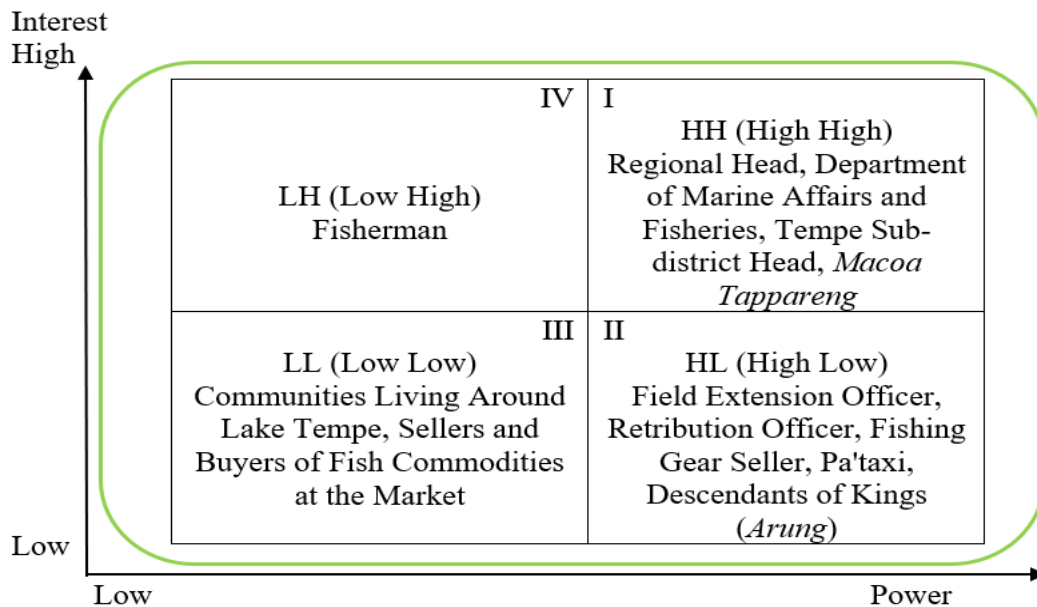 Interest
High
IV
LH (Low High)
Fisherman
I
HH (High High)
Regional Head, Department
of Marine Affairs and
Fisheries, Tempe Sub-
district Head, Macoa
Tappareng
III
LL (Low Low)
Communities Living Around
Lake Tempe, Sellers and
Buyers of Fish Commodities
at the Market
II
HL (High Low)
Field Extension Officer,
Retribution Officer, Fishing
Gear Seller, Pa'taxi,
Descendants of Kings
(Arung)
Low
Low
Power